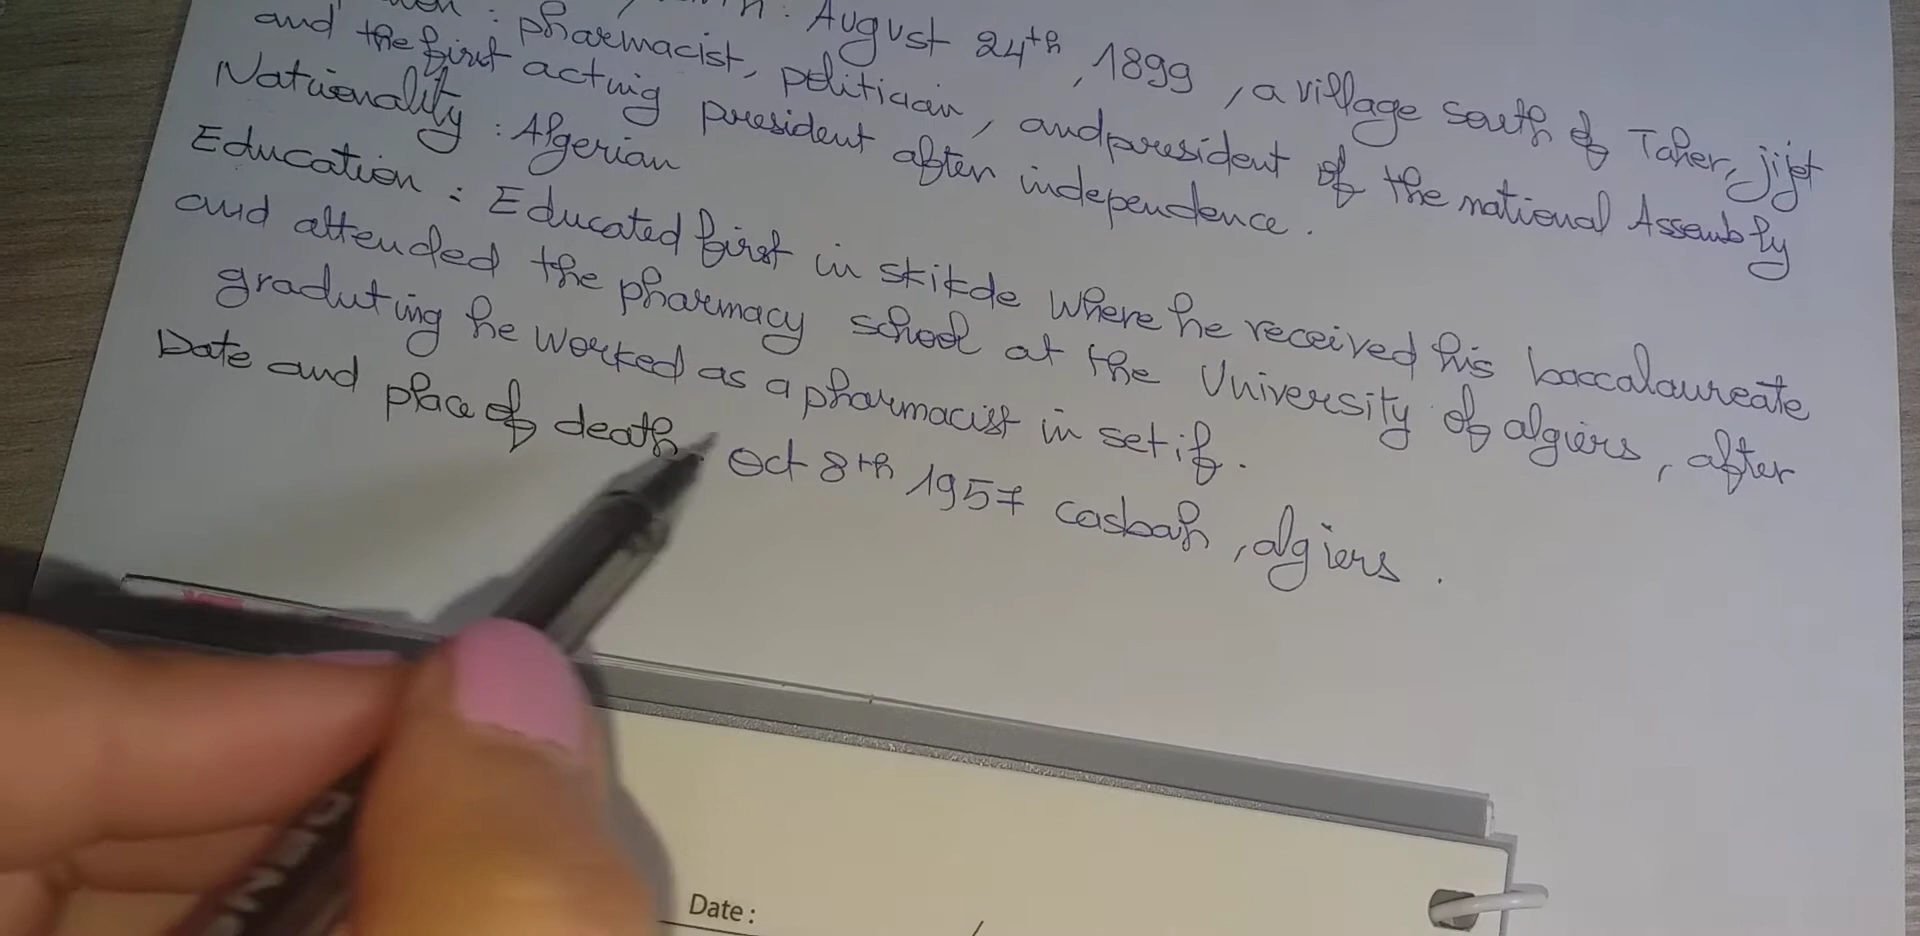 : August 24th, 1899, a village south of Taher, jijet
: pharmacist, politician, and president of the national Assembly
and the first acting president after independence.
Nationality : Algerian
Education : Educated first in skikde where he received his baccalaureate
and attended the pharmacy school at the University of algiers, after
graduting he worked as a pharmacist in setif.
Date and place of death : Oct 8th 1957 casbah, algiers.
Date :